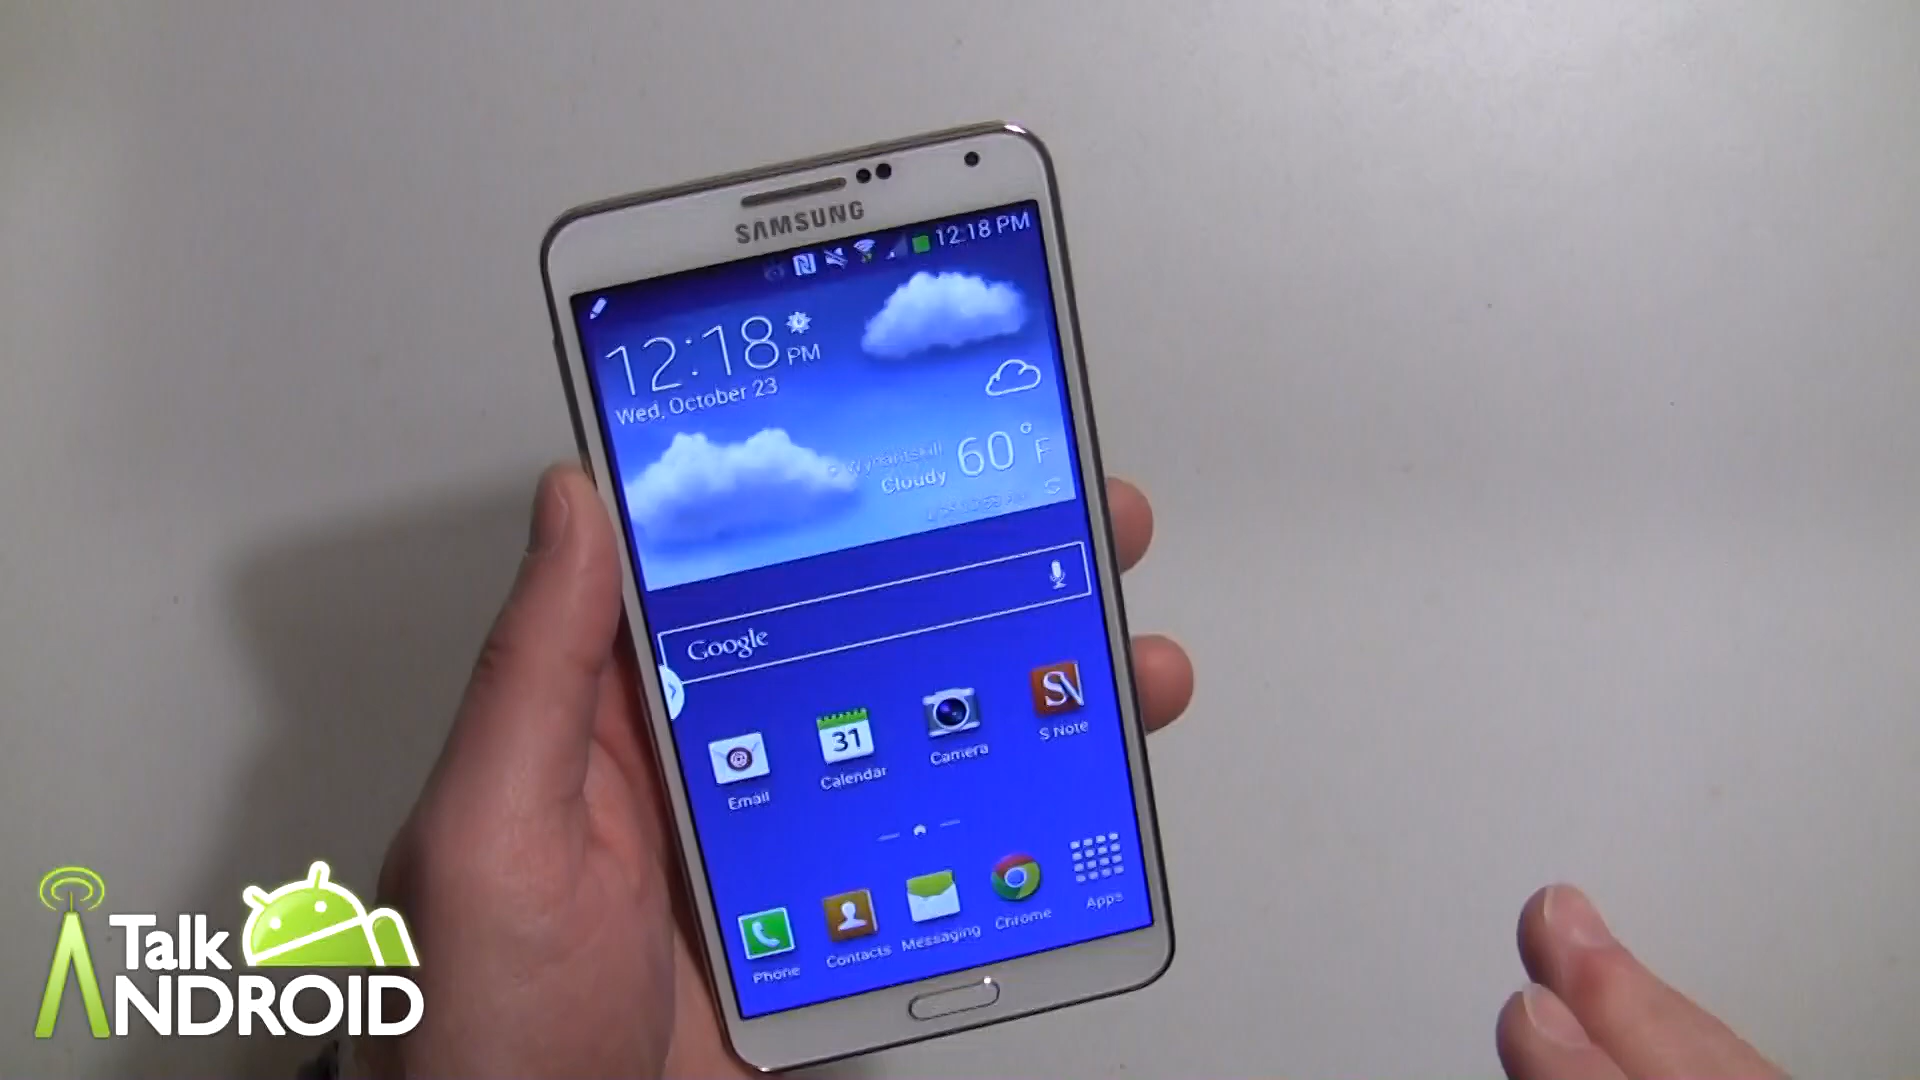 SAMSUNG
12:18 PM
12:18 PM
Wed, October 23
Wynantskill
Cloudy
60°F
Google
31
Email
Calendar
Camera
S Note
Phone
Contacts
Messaging
Chrome
Apps
Talk
ANDROID